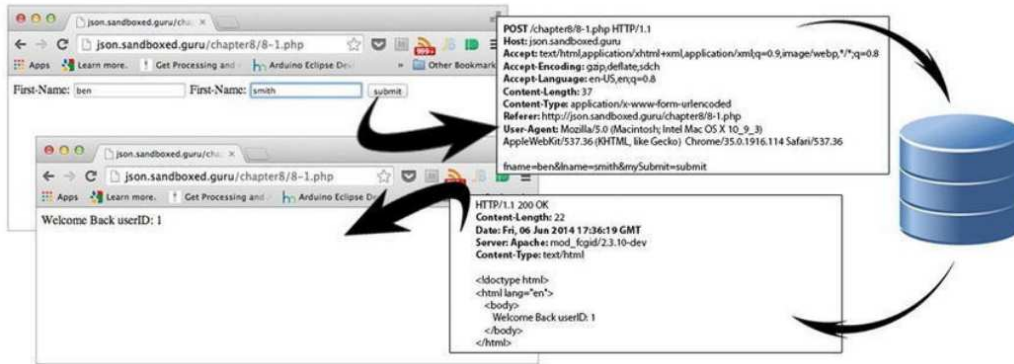 json.sandboxed.guru/cha
json.sandboxed.guru/chapter8/8-1.php
999+
Apps Learn more. Get Processing and Arduino Eclipse Dev » Other Bookmark
First-Name: ben First-Name: smith submit
POST /chapter8/8-1.php HTTP/1.1
Host: json.sandboxed.guru
Accept: text/html,application/xhtml+xml,application/xml;q=0.9,image/webp,*/*;q=0.8
Accept-Encoding: gzip,deflate,sdch
Accept-Language: en-US,en;q=0.8
Content-Length: 37
Content-Type: application/x-www-form-urlencoded
Referer: http://json.sandboxed.guru/chapter8/8-1.php
User-Agent: Mozilla/5.0 (Macintosh; Intel Mac OS X 10_9_3)
AppleWebKit/537.36 (KHTML, like Gecko) Chrome/35.0.1916.114 Safari/537.36
fname=ben&lname=smith&mySubmit=submit
json.sandboxed.guru/cha
json.sandboxed.guru/chapter8/8-1.php
Apps Learn more. Get Processing and Arduino Eclipse De
Welcome Back userID: 1
HTTP/1.1 200 OK
Content-Length: 22
Date: Fri, 06 Jun 2014 17:36:19 GMT
Server: Apache: mod_fcgid/2.3.10-dev
Content-Type: text/html
<!doctype html>
<html lang="en">
<body>
Welcome Back userID: 1
</body>
</html>